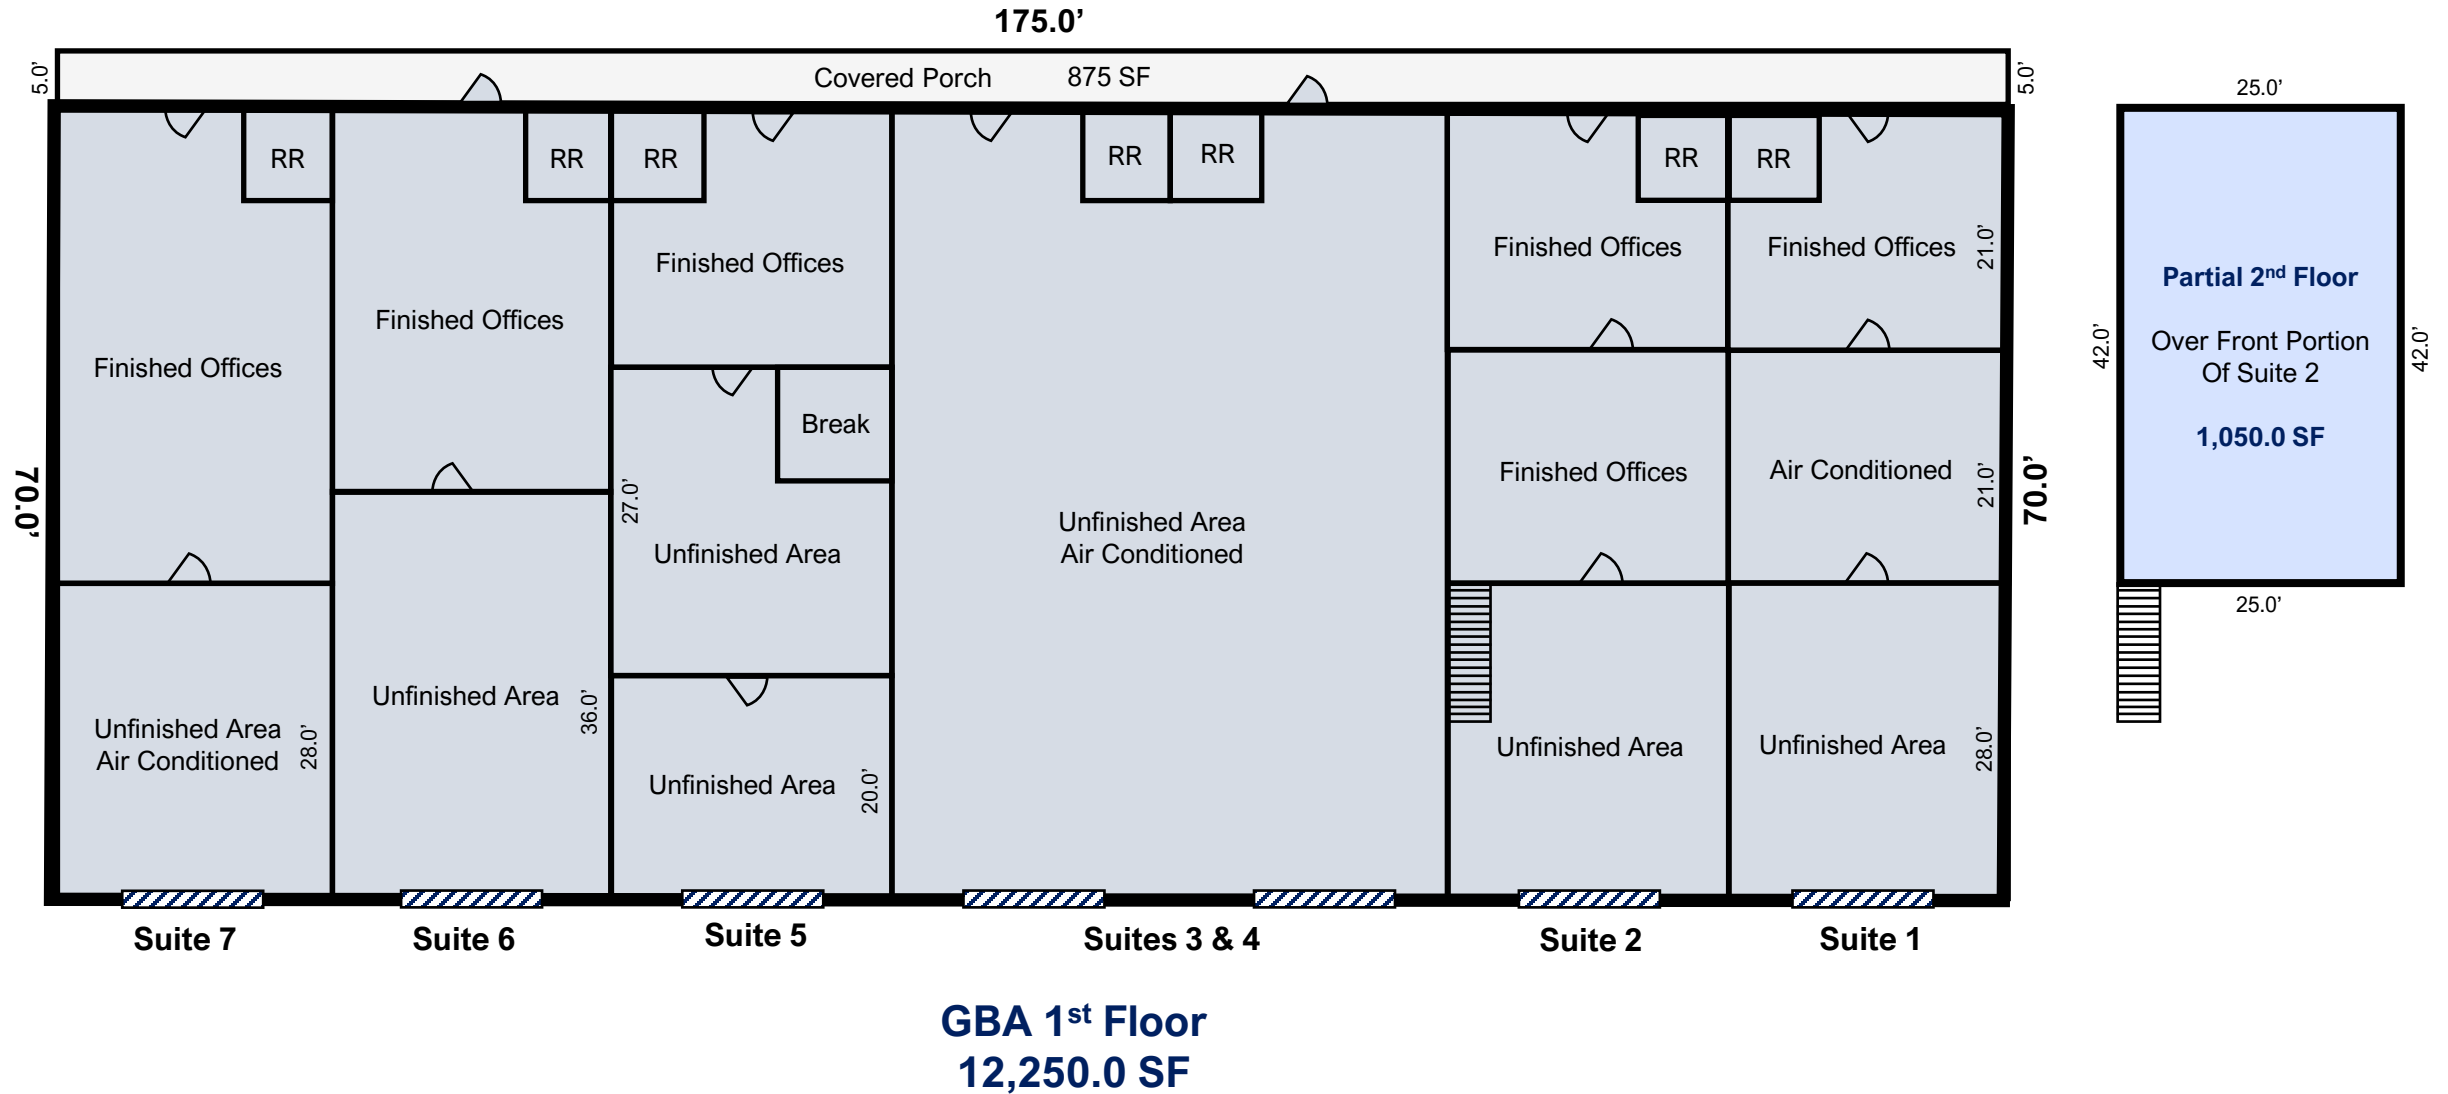 175.0’
5.0’
Covered Porch 875 SF
5.0’
RR
RR
RR
RR
RR
RR
RR
Finished Offices
Finished Offices
Finished Offices
Finished Offices
Finished Offices
21.0’
Break
Unfinished Area
Air Conditioned
Finished Offices
Air Conditioned
21.0’
70.0’
27.0’
Unfinished Area
70.0’
Unfinished Area
Air Conditioned
28.0’
Unfinished Area
36.0’
Unfinished Area
20.0’
Unfinished Area
Unfinished Area
28.0’
Suite 7
Suite 6
Suite 5
Suites 3 & 4
Suite 2
Suite 1
GBA 1st Floor
12,250.0 SF
25.0’
Partial 2nd Floor
Over Front Portion
Of Suite 2
1,050.0 SF
42.0’
42.0’
25.0’